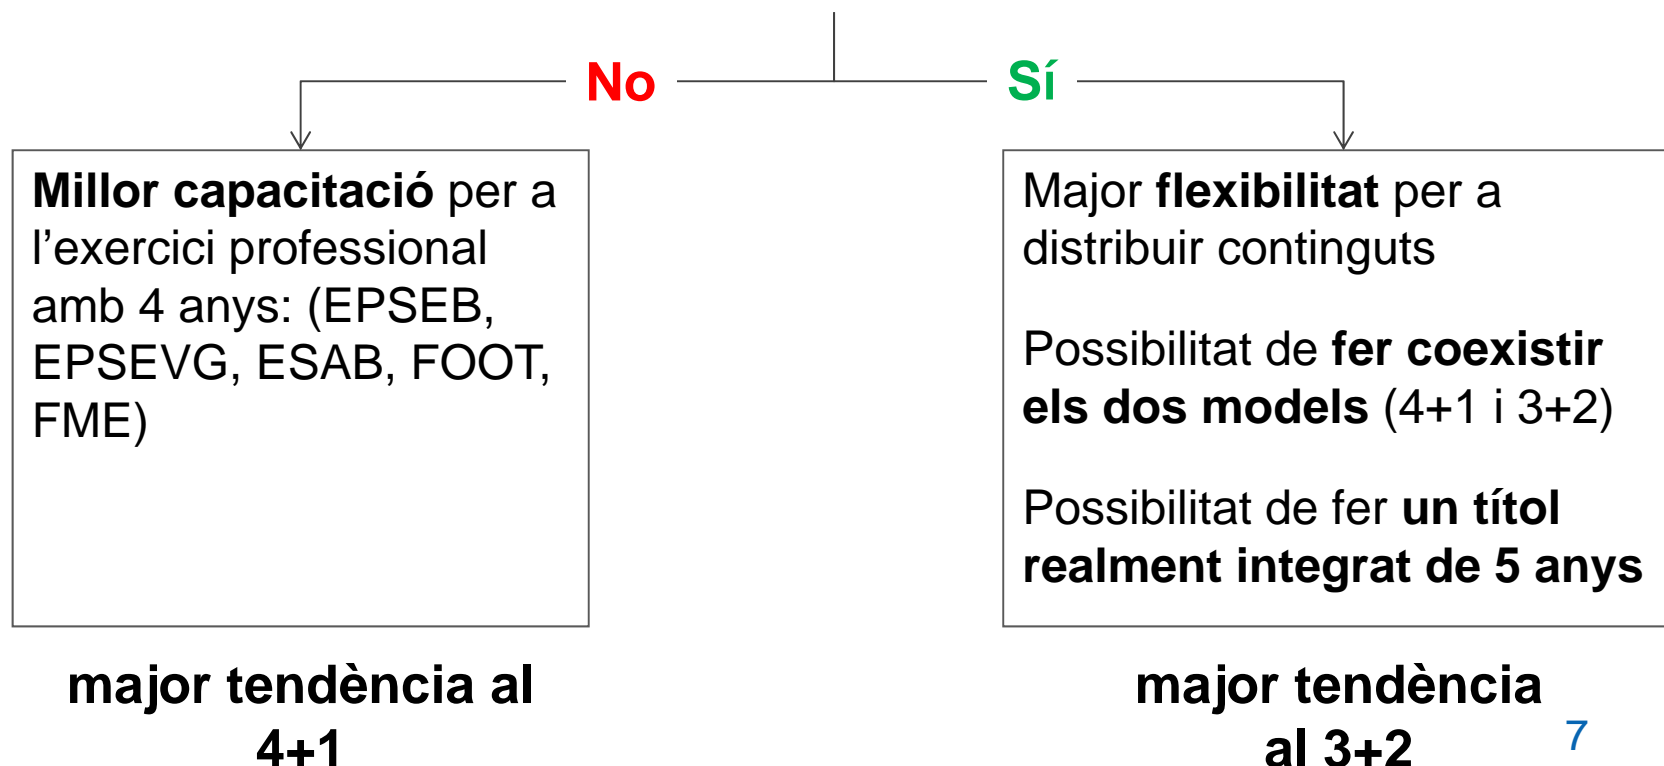 No
Sí
Millor capacitació per a
l’exercici professional
amb 4 anys: (EPSEB,
EPSEVG, ESAB, FOOT,
FME)
Major flexibilitat per a
distribuir continguts
Possibilitat de fer coexistir
els dos models (4+1 i 3+2)
Possibilitat de fer un títol
realment integrat de 5 anys
major tendència al
4+1
major tendència
al 3+2
7